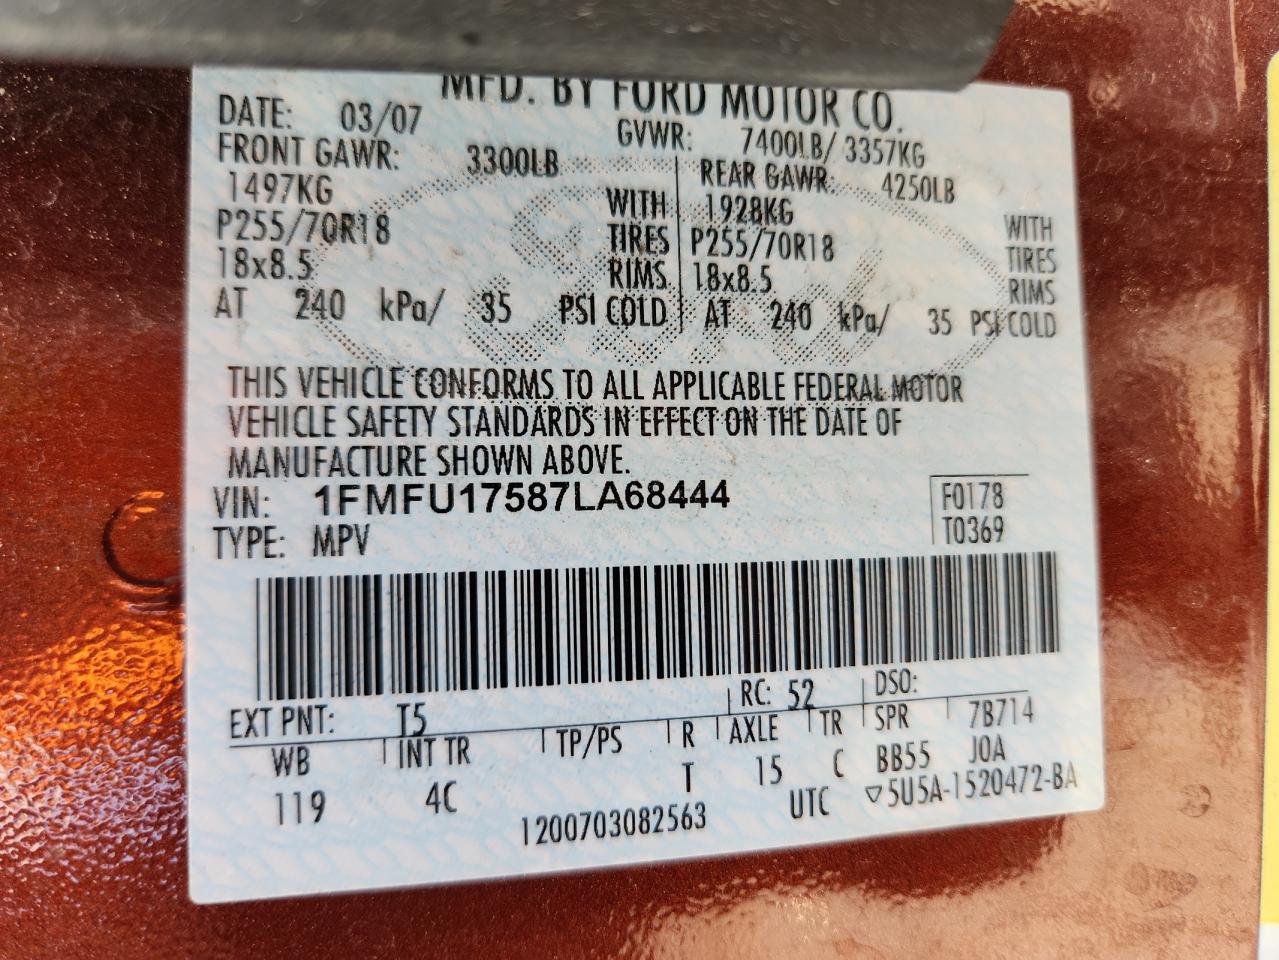 MFD. BY FORD MOTOR CO.
DATE: 03/07 GVWR: 7400LB/ 3357KG
FRONT GAWR: 3300LB REAR GAWR: 4250LB
1497KG WITH 1928KG WITH
P255/70R18 TIRES P255/70R18 TIRES
18x8.5 RIMS 18x8.5 RIMS
AT 240 kPa/ 35 PSI COLD AT 240 kPa/ 35 PSI COLD
THIS VEHICLE CONFORMS TO ALL APPLICABLE FEDERAL MOTOR
VEHICLE SAFETY STANDARDS IN EFFECT ON THE DATE OF
MANUFACTURE SHOWN ABOVE.
VIN: 1FMFU17587LA68444 F0178
TYPE: MPV T0369
EXT PNT: T5 RC: 52 DSO:
WB INT TR TP/PS R AXLE TR SPR 7B714
119 4C T 15 C BB55 JOA
1200703082563 UTC ▽5U5A-1520472-BA